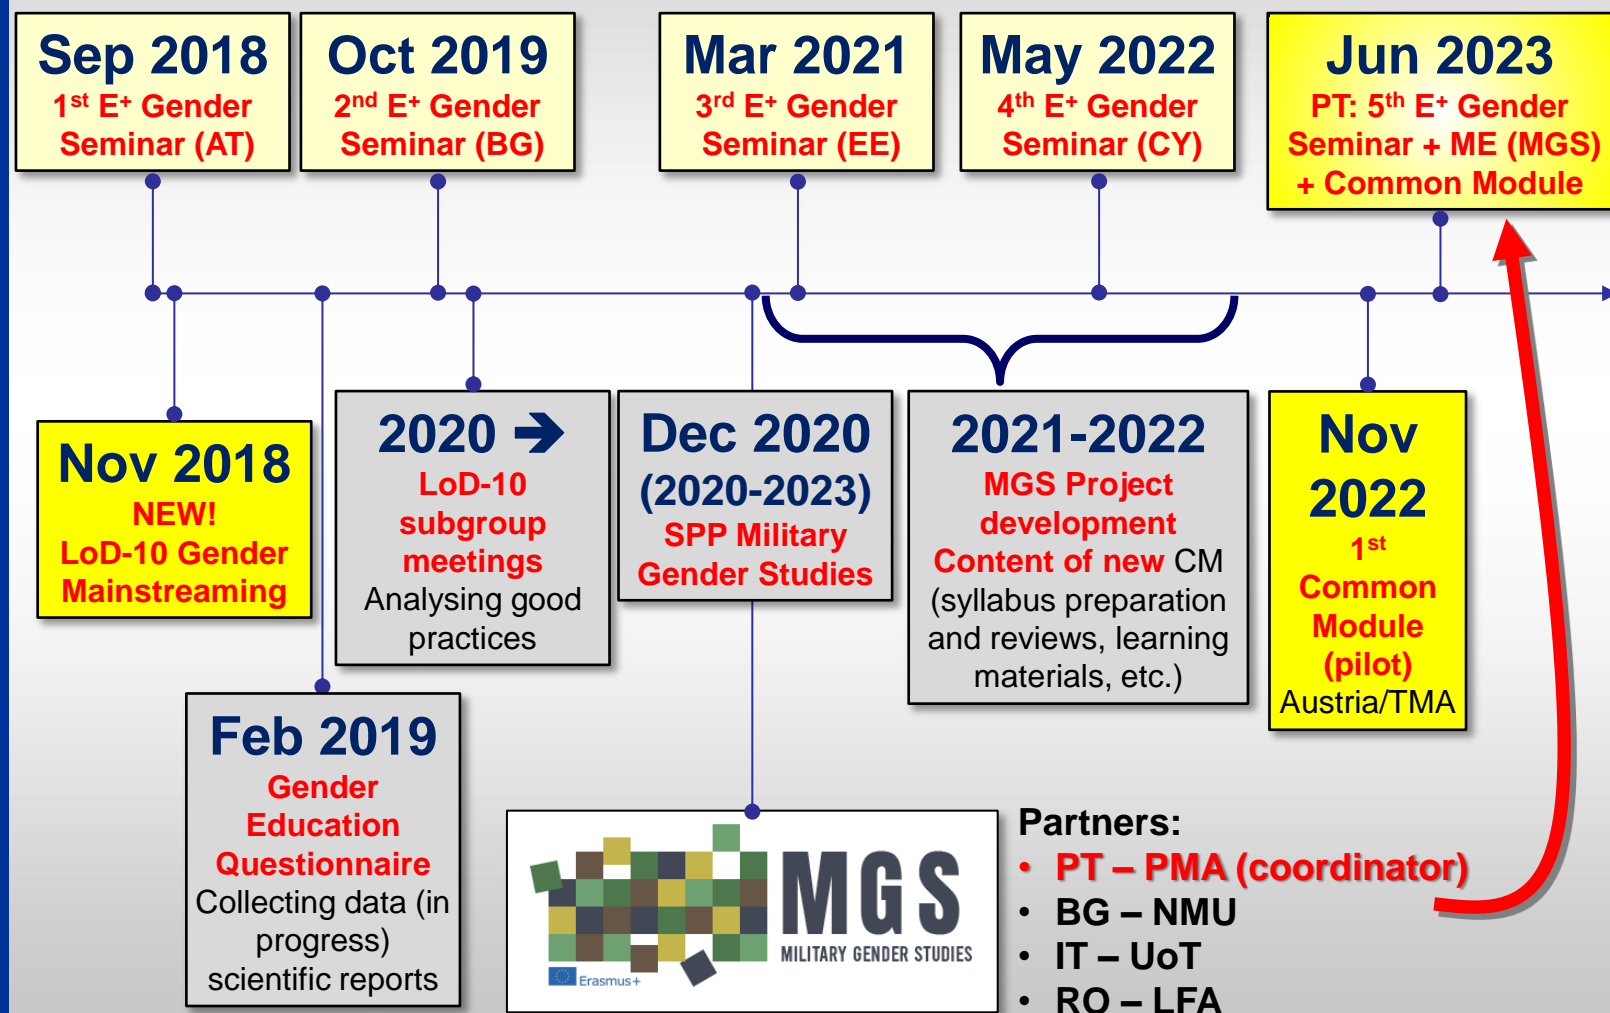 Sep 2018
1st E+ Gender
Seminar (AT)
Oct 2019
2nd E+ Gender
Seminar (BG)
Mar 2021
3rd E+ Gender
Seminar (EE)
May 2022
4th E+ Gender
Seminar (CY)
Jun 2023
PT: 5th E+ Gender
Seminar + ME (MGS)
+ Common Module
Nov 2018
NEW!
LoD-10 Gender
Mainstreaming
2020 ➔
LoD-10
subgroup
meetings
Analysing good
practices
Dec 2020
(2020-2023)
SPP Military
Gender Studies
2021-2022
MGS Project
development
Content of new CM
(syllabus preparation
and reviews, learning
materials, etc.)
Nov
2022
1st
Common
Module
(pilot)
Austria/TMA
Feb 2019
Gender
Education
Questionnaire
Collecting data (in
progress)
scientific reports
MGS
MILITARY GENDER STUDIES
Erasmus+
Partners:
• PT – PMA (coordinator)
• BG – NMU
• IT – UoT
• RO – LFA